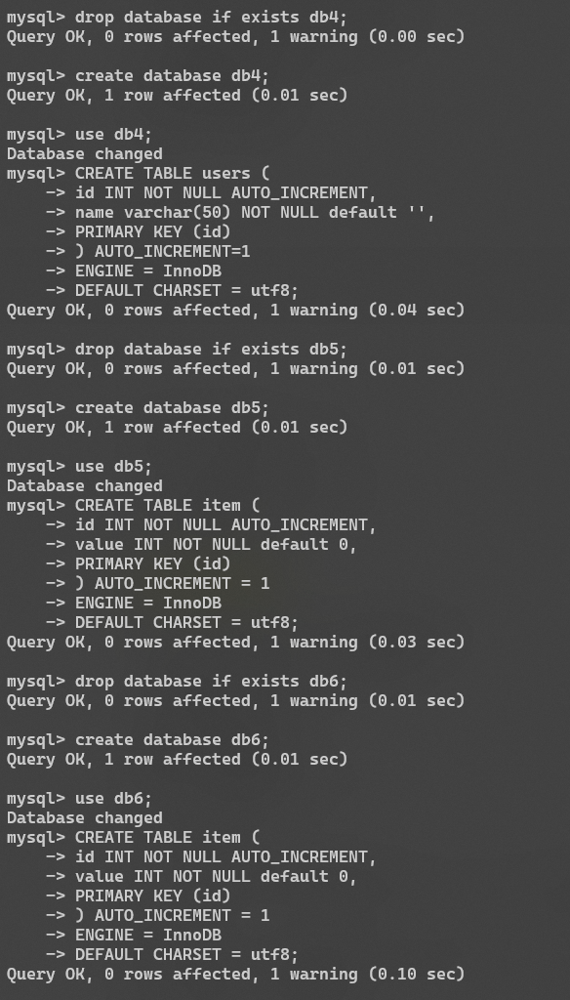 mysql> drop database if exists db4;
Query OK, 0 rows affected, 1 warning (0.00 sec)
mysql> create database db4;
Query OK, 1 row affected (0.01 sec)
mysql> use db4;
Database changed
mysql> CREATE TABLE users (
    -> id INT NOT NULL AUTO_INCREMENT,
    -> name varchar(50) NOT NULL default '',
    -> PRIMARY KEY (id)
    -> ) AUTO_INCREMENT=1
    -> ENGINE = InnoDB
    -> DEFAULT CHARSET = utf8;
Query OK, 0 rows affected, 1 warning (0.04 sec)
mysql> drop database if exists db5;
Query OK, 0 rows affected, 1 warning (0.01 sec)
mysql> create database db5;
Query OK, 1 row affected (0.01 sec)
mysql> use db5;
Database changed
mysql> CREATE TABLE item (
    -> id INT NOT NULL AUTO_INCREMENT,
    -> value INT NOT NULL default 0,
    -> PRIMARY KEY (id)
    -> ) AUTO_INCREMENT = 1
    -> ENGINE = InnoDB
    -> DEFAULT CHARSET = utf8;
Query OK, 0 rows affected, 1 warning (0.03 sec)
mysql> drop database if exists db6;
Query OK, 0 rows affected, 1 warning (0.01 sec)
mysql> create database db6;
Query OK, 1 row affected (0.01 sec)
mysql> use db6;
Database changed
mysql> CREATE TABLE item (
    -> id INT NOT NULL AUTO_INCREMENT,
    -> value INT NOT NULL default 0,
    -> PRIMARY KEY (id)
    -> ) AUTO_INCREMENT = 1
    -> ENGINE = InnoDB
    -> DEFAULT CHARSET = utf8;
Query OK, 0 rows affected, 1 warning (0.10 sec)